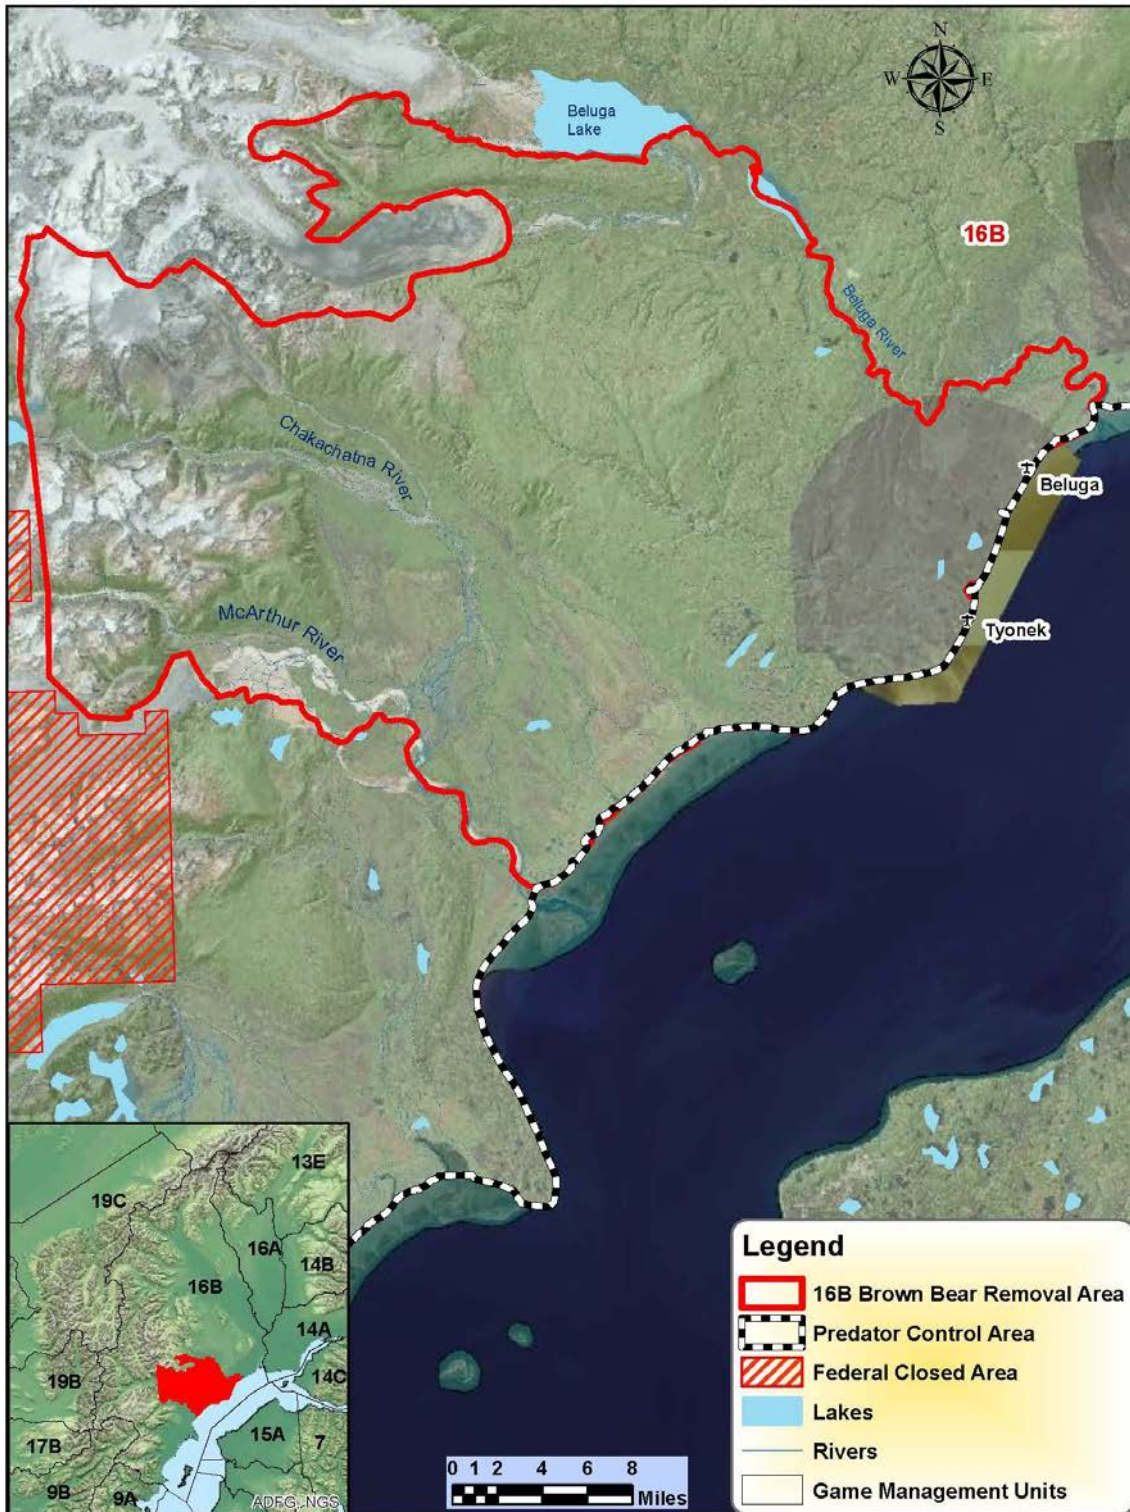 N
W E
S
Beluga
Lake
16B
Beluga River
Chakachatna River
Beluga
McArthur River
Tyonek
13E
19C
16A
14B
16B
14A
19B
14C
15A
17B
7
9B
9A
ADFG, NGS
0 1 2 4 6 8
Miles
Legend
16B Brown Bear Removal Area
Predator Control Area
Federal Closed Area
Lakes
Rivers
Game Management Units